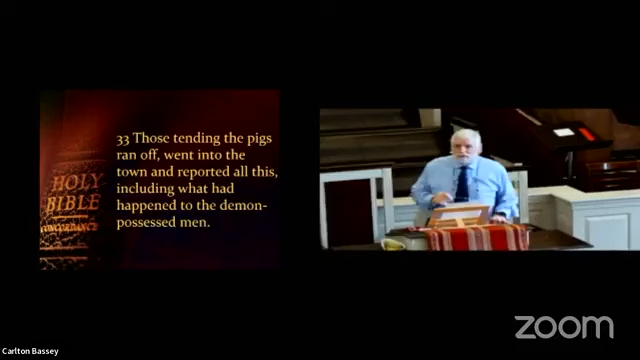 33 Those tending the pigs
ran off, went into the
town and reported all this,
including what had
happened to the demon-
possessed men.
HOLY
BIBLE
CONCORDANCE
zoom
Carlton Bassey